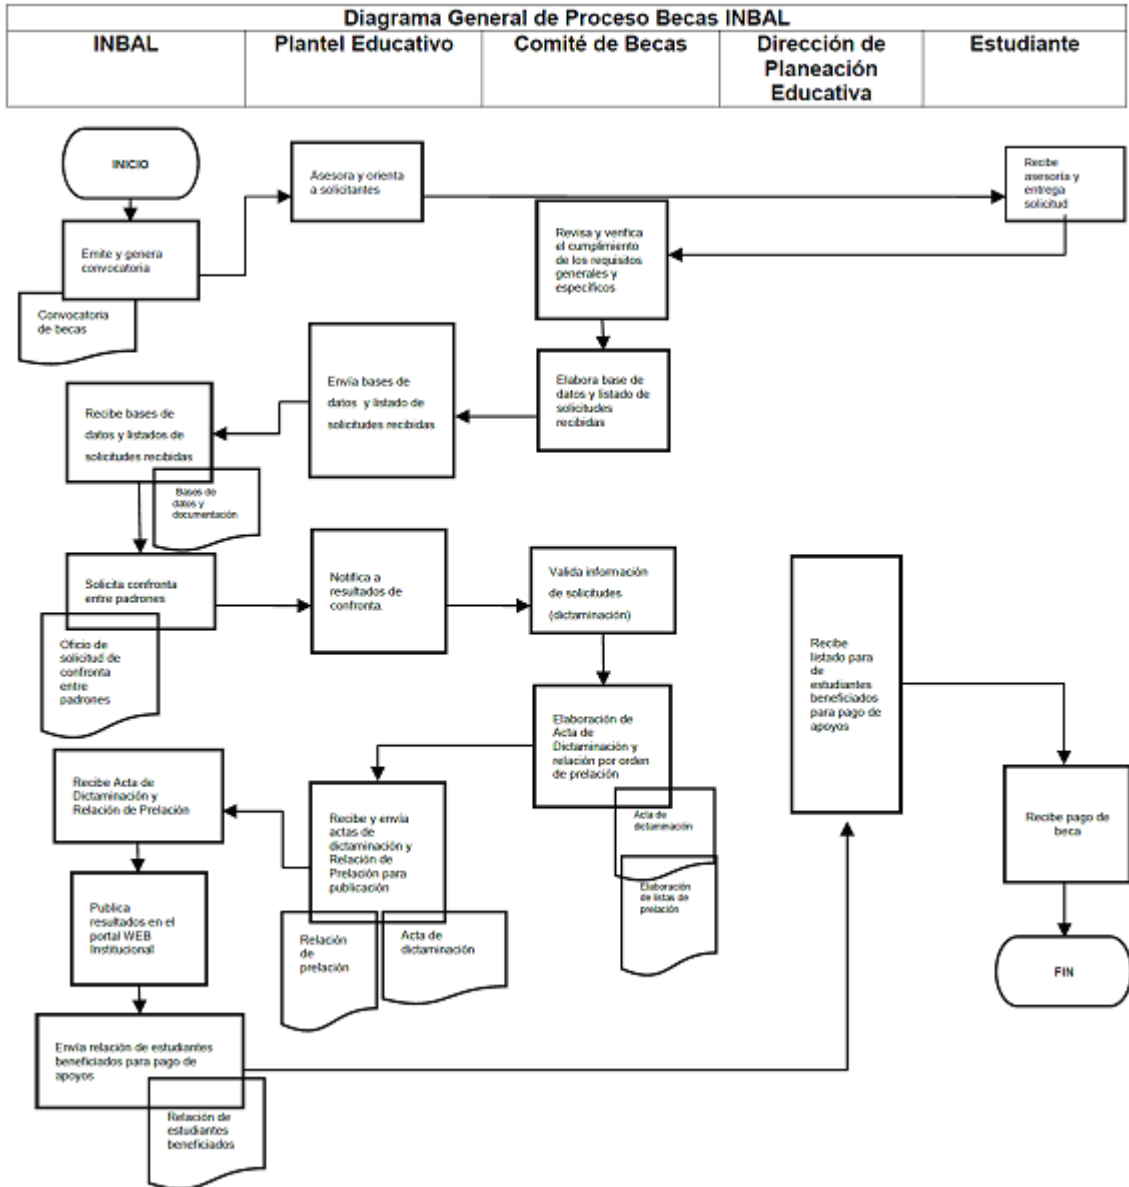 Diagrama General de Proceso Becas INBAL
INBAL
Plantel Educativo
Comité de Becas
Dirección de
Planeación
Educativa
Estudiante
INICIO
Asesora y orienta
a solicitantes
Recibe
asesoría y
entrega
solicitud
Emite y genera
convocatoria
Convocatoria
de becas
Revisa y verifica
el cumplimiento
de los requisitos
generales y
específicos
Elabora base de
datos y listado de
solicitudes
recibidas
Envía bases de
datos y listado de
solicitudes recibidas
Recibe bases de
datos y listados de
solicitudes recibidas
Bases de
datos y
documentación
Solicita confronta
entre padrones
Oficio de
solicitud de
confronta
entre
padrones
Notifica a
resultados de
confronta.
Valida información
de solicitudes
(dictaminación)
Elaboración de
Acta de
Dictaminación y
relación por orden
de prelación
Acta de
dictaminación
Elaboración
de listas de
prelación
Recibe y envía
actas de
dictaminación y
Relación de
Prelación para
publicación
Relación
de
prelación
Acta de
dictaminación
Recibe Acta de
Dictaminación y
Relación de Prelación
Publica
resultados en el
portal WEB
Institucional
Envía relación de estudiantes
beneficiados para pago de
apoyos
Relación de
estudiantes
beneficiados
Recibe
listado para
de
estudiantes
beneficiados
para pago de
apoyos
Recibe pago de
beca
FIN